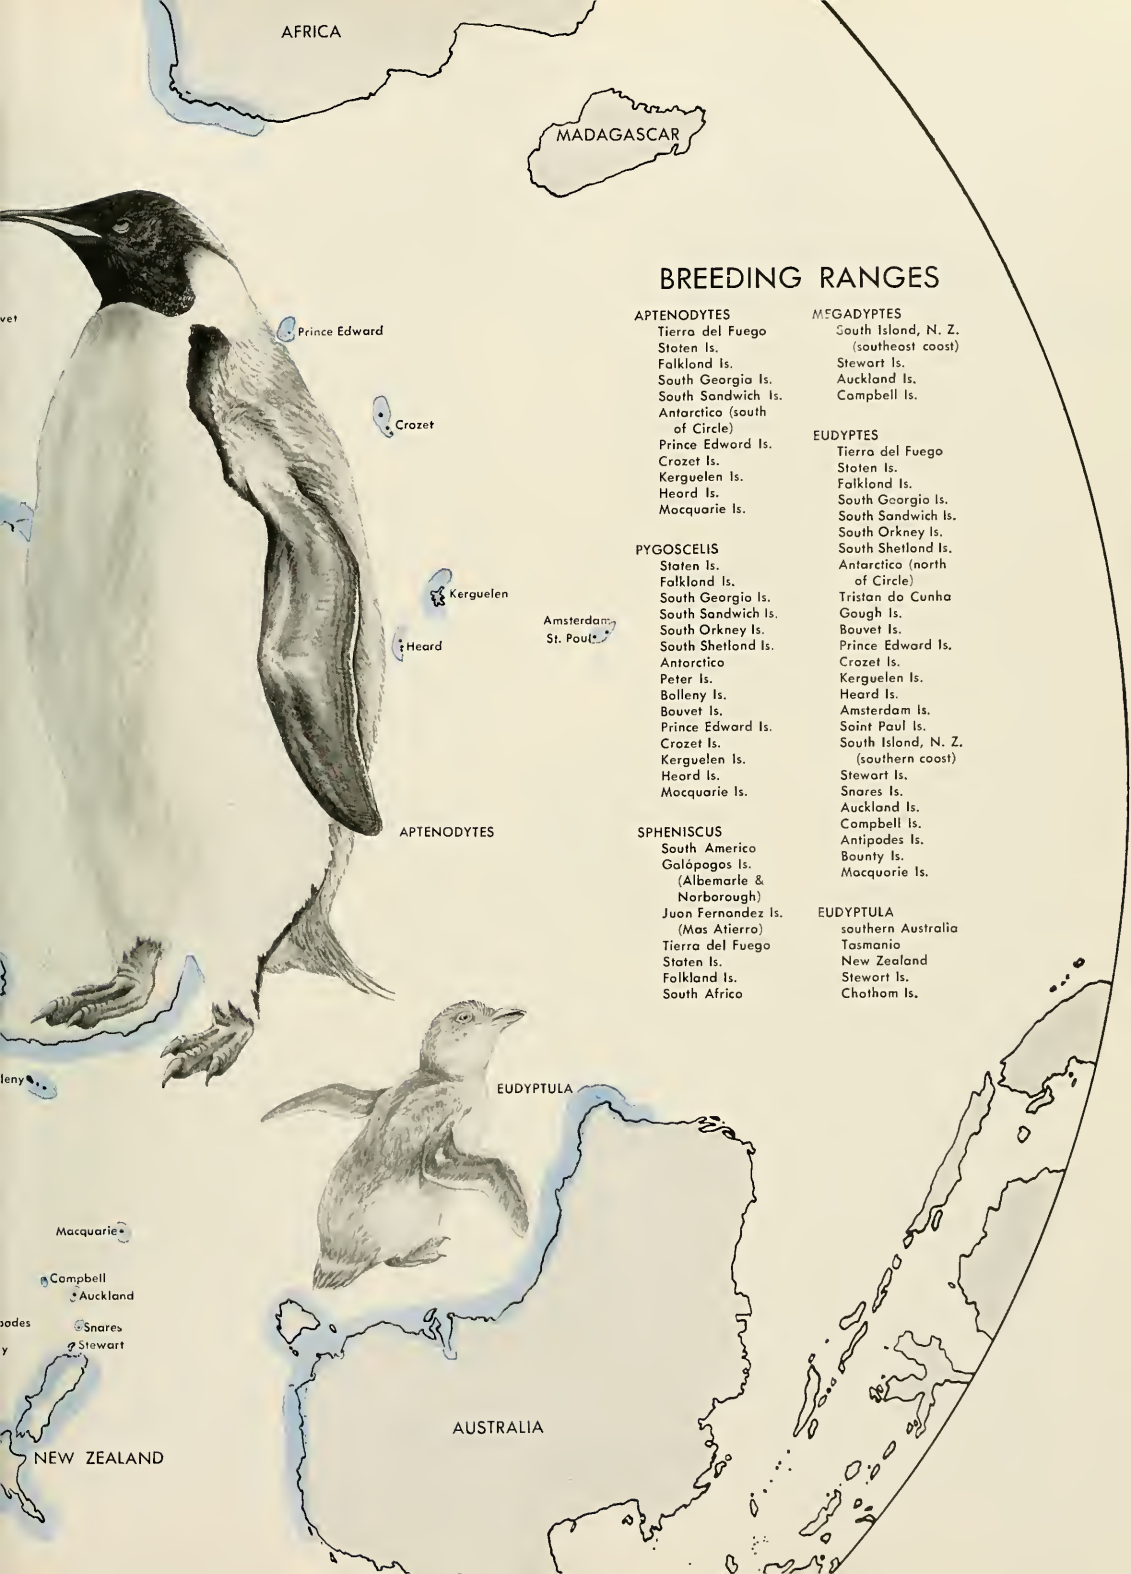 AFRICA
MADAGASCAR
vet
Prince Edward
Crozet
Kerguelen
Heard
Amsterdam
St. Paul
APTENODYTES
leny
EUDYPTULA
Macquarie
Campbell
Auckland
podes
Snares
y
Stewart
NEW ZEALAND
AUSTRALIA
BREEDING RANGES
APTENODYTES
Tierra del Fuego
Staten Is.
Falkland Is.
South Georgia Is.
South Sandwich Is.
Antarctica (south
of Circle)
Prince Edward Is.
Crozet Is.
Kerguelen Is.
Heard Is.
Macquarie Is.
PYGOSCELIS
Staten Is.
Falkland Is.
South Georgia Is.
South Sandwich Is.
South Orkney Is.
South Shetland Is.
Antarctica
Peter Is.
Balleny Is.
Bouvet Is.
Prince Edward Is.
Crozet Is.
Kerguelen Is.
Heard Is.
Macquarie Is.
SPHENISCUS
South America
Galápagos Is.
(Albemarle &
Narborough)
Juan Fernandez Is.
(Mas Atierra)
Tierra del Fuego
Staten Is.
Falkland Is.
South Africa
MEGADYPTES
South Island, N. Z.
(southeast coast)
Stewart Is.
Auckland Is.
Campbell Is.
EUDYPTES
Tierra del Fuego
Staten Is.
Falkland Is.
South Georgia Is.
South Sandwich Is.
South Orkney Is.
South Shetland Is.
Antarctica (north
of Circle)
Tristan da Cunha
Gough Is.
Bouvet Is.
Prince Edward Is.
Crozet Is.
Kerguelen Is.
Heard Is.
Amsterdam Is.
Saint Paul Is.
South Island, N. Z.
(southern coast)
Stewart Is.
Snares Is.
Auckland Is.
Campbell Is.
Antipodes Is.
Bounty Is.
Macquarie Is.
EUDYPTULA
southern Australia
Tasmania
New Zealand
Stewart Is.
Chatham Is.